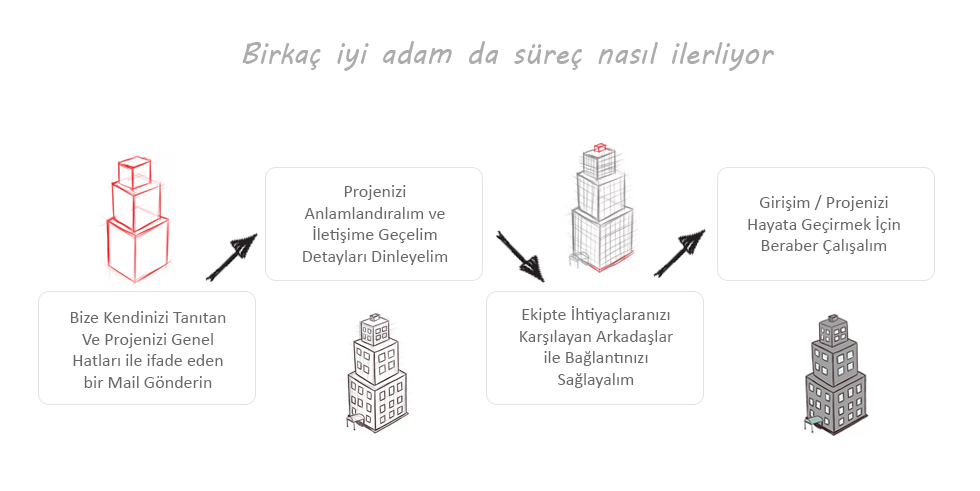 Birkaç iyi adam da süreç nasıl ilerliyor
Bize Kendinizi Tanıtan
Ve Projenizi Genel
Hatları ile ifade eden
bir Mail Gönderin
Projenizi
Anlamlandıralım ve
İletişime Geçelim
Detayları Dinleyelim
Ekipte İhtiyaçlaranızı
Karşılayan Arkadaşlar
ile Bağlantınızı
Sağlayalım
Girişim / Projenizi
Hayata Geçirmek İçin
Beraber Çalışalım